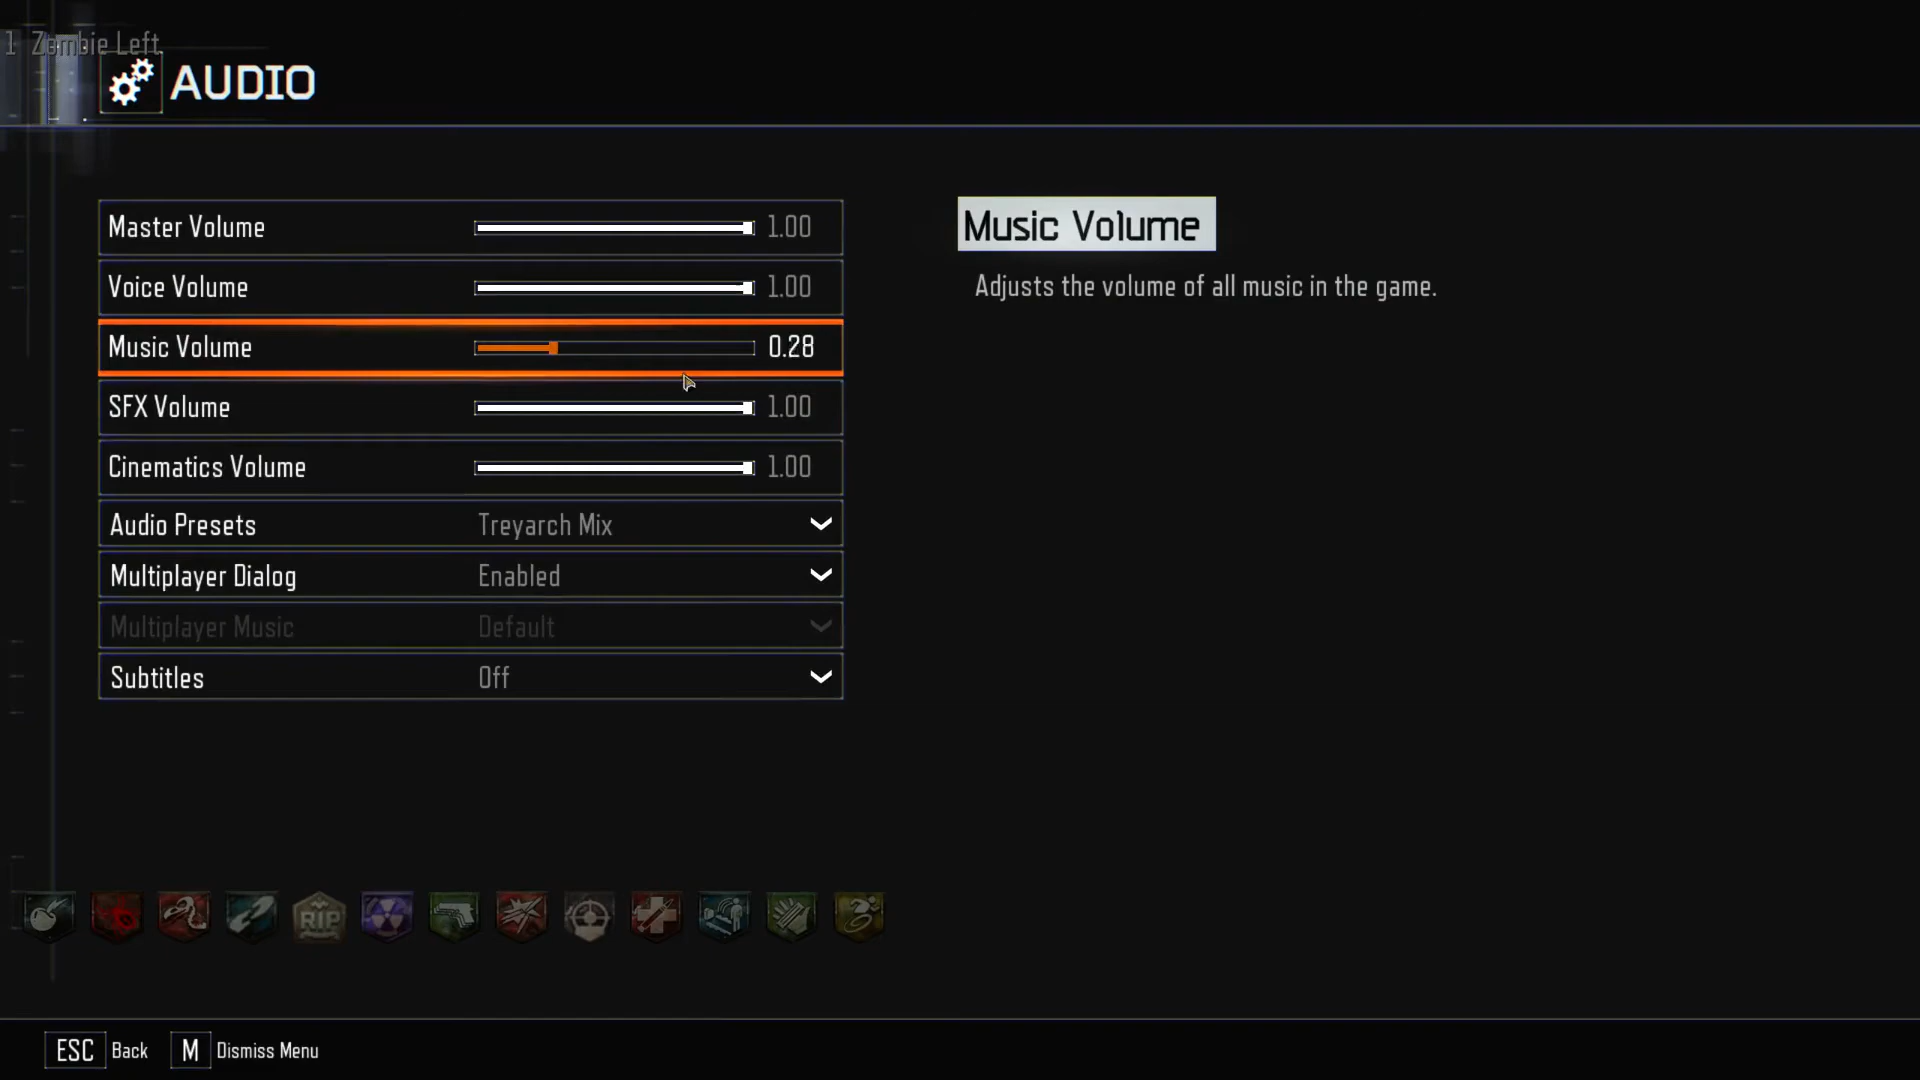 1 Zombie Left
AUDIO
Master Volume 1.00
Voice Volume 1.00
Music Volume 0.28
SFX Volume 1.00
Cinematics Volume 1.00
Audio Presets Treyarch Mix
Multiplayer Dialog Enabled
Multiplayer Music Default
Subtitles Off
Music Volume
Adjusts the volume of all music in the game.
RIP
ESC Back M Dismiss Menu